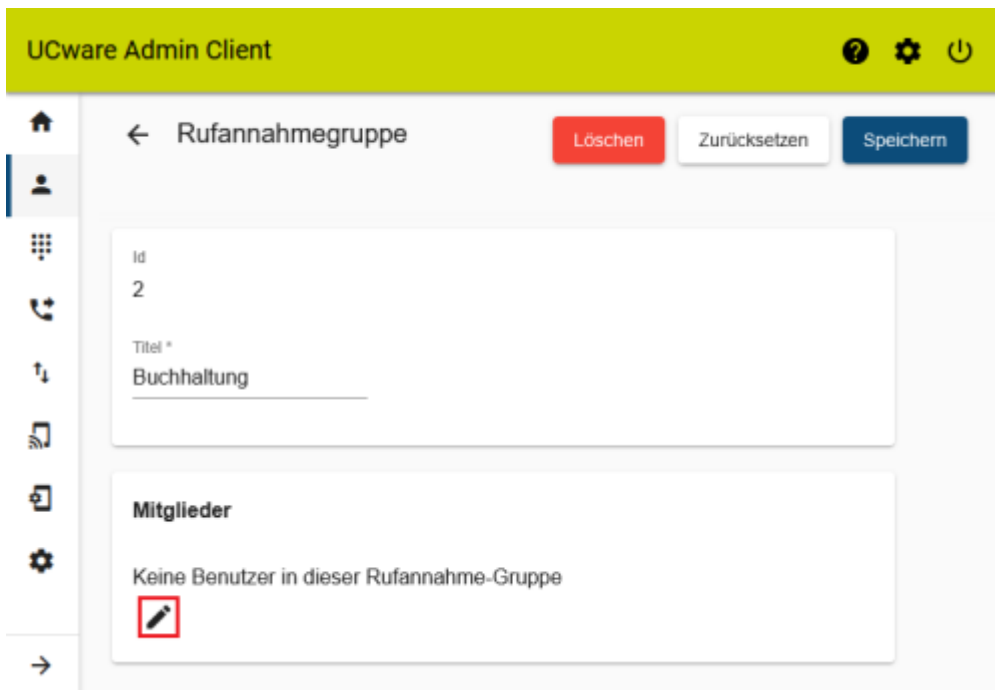 UCware Admin Client
Rufannahmegruppe
Löschen
Zurücksetzen
Speichern
Id
2
Titel *
Buchhaltung
Mitglieder
Keine Benutzer in dieser Rufannahme-Gruppe